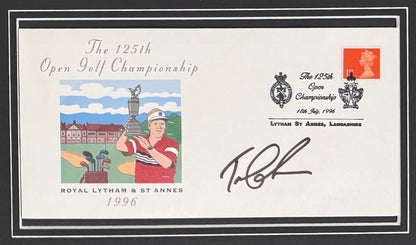 The 125th
Open Golf Championship
ROYAL LYTHAM & ST ANNES
1996
The 125th
Open
Championship
18th July, 1996
LYTHAM ST ANNES, LANCASHIRE